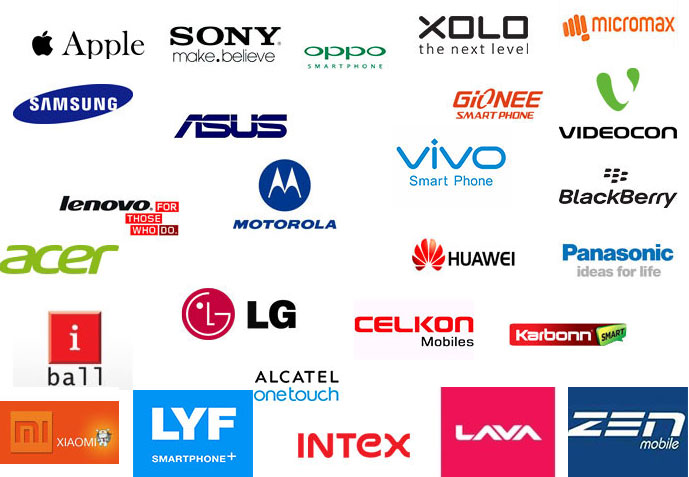 Apple
SONY
make.believe
oppo
SMARTPHONE
XOLO
the next level
micromax
SAMSUNG
ASUS
GIONEE
SMART PHONE
VIDEOCON
vivo
Smart Phone
BlackBerry
lenovo. FOR
THOSE
WHO DO.
MOTOROLA
acer
HUAWEI
Panasonic
ideas for life
LG
CELKON
Mobiles
Karbonn SMART
i
ball
ALCATEL
onetouch
MI XIAOMI
LYF
SMARTPHONE+
INTEX
LAVA
ZEN
mobile